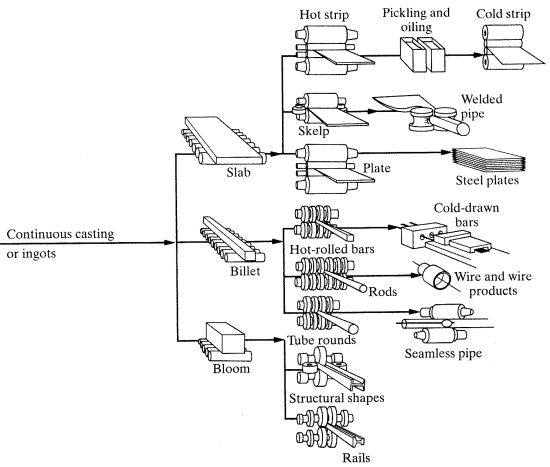 Hot strip
Pickling and
oiling
Cold strip
Skelp
Welded
pipe
Slab
Plate
Steel plates
Continuous casting
or ingots
Billet
Hot-rolled bars
Cold-drawn
bars
Rods
Wire and wire
products
Tube rounds
Seamless pipe
Bloom
Structural shapes
Rails